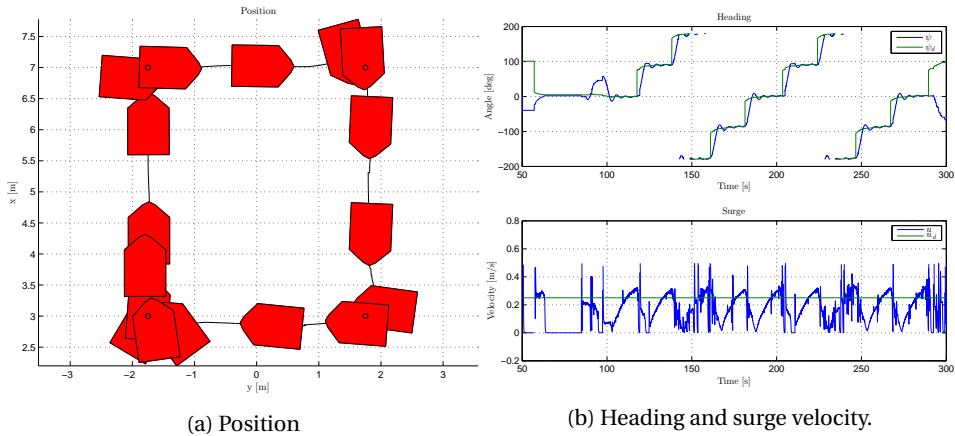 Position
7.5
7
6.5
6
5.5
5
4.5
4
3.5
3
2.5
x [m]
−3
−2
−1
0
1
2
3
y [m]
(a) Position
Heading
200
100
0
−100
−200
Angle [deg]
ψ
ψ_d
50
100
150
200
250
300
Time [s]
Surge
0.8
0.6
0.4
0.2
0
−0.2
Velocity [m/s]
u
u_d
50
100
150
200
250
300
Time [s]
(b) Heading and surge velocity.